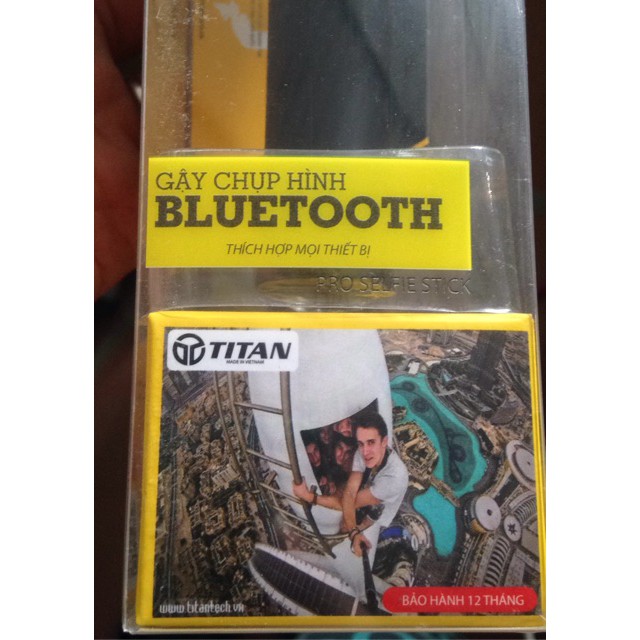 GẬY CHỤP HÌNH
BLUETOOTH
THÍCH HỢP MỌI THIẾT BỊ
PRO SELFIE STICK
TITAN
MADE IN VIETNAM
www.titantech.vn
BẢO HÀNH 12 THÁNG